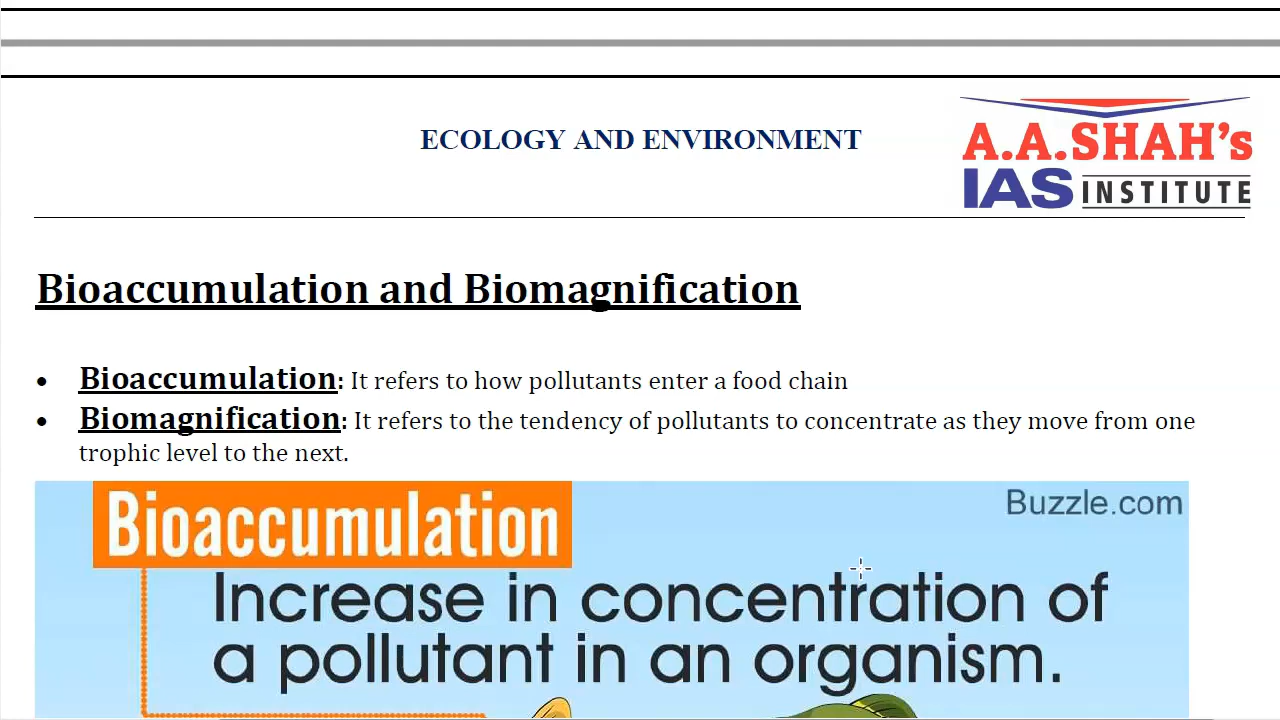 ECOLOGY AND ENVIRONMENT
A.A.SHAH's
IAS INSTITUTE
Bioaccumulation and Biomagnification
• Bioaccumulation: It refers to how pollutants enter a food chain
• Biomagnification: It refers to the tendency of pollutants to concentrate as they move from one
trophic level to the next.
Bioaccumulation
Buzzle.com
Increase in concentration of
a pollutant in an organism.